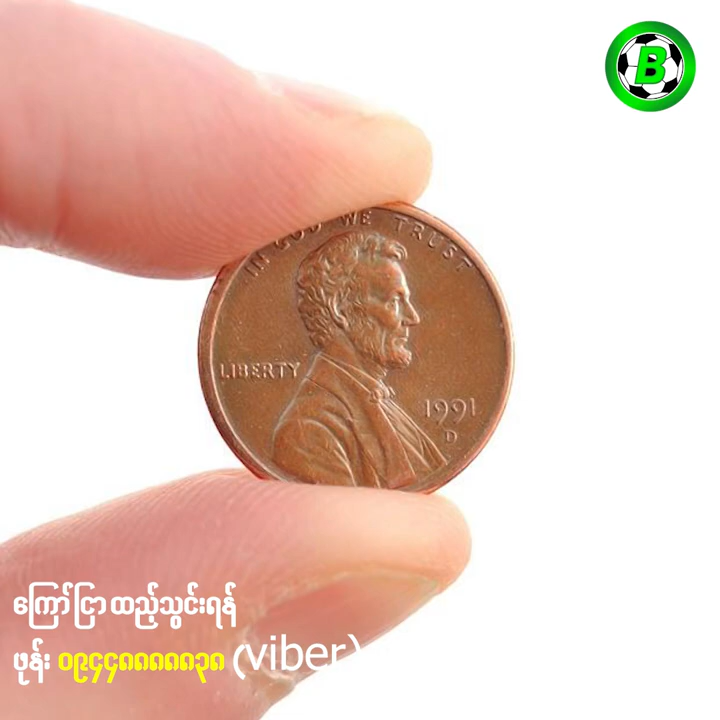 B
IN GOD WE TRUST
LIBERTY
1991
D
ကြော်ငြာထည့်သွင်းရန်
ဖုန်း ၀၉၄၄၈၈၈၈၈၃၈ (viber)